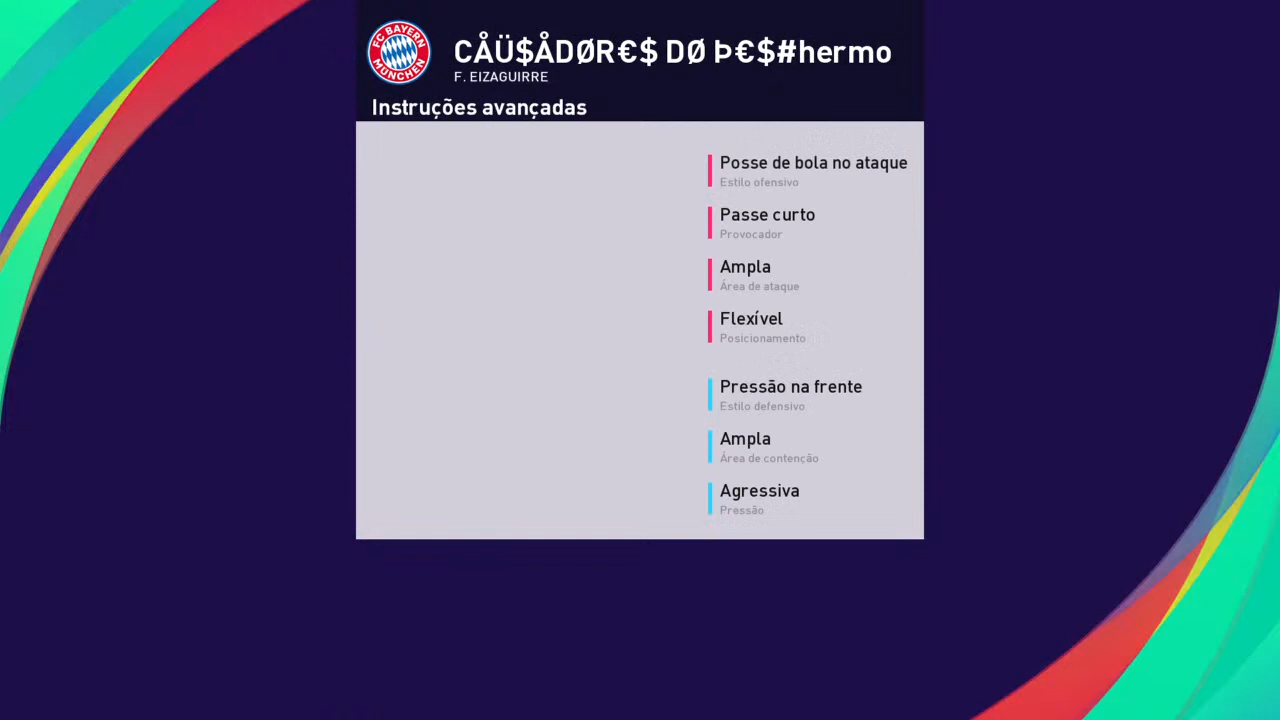 FC BAYERN
MÜNCHEN
CÅÜ$ÅDØR€$ DØ Þ€$#hermo
F. EIZAGUIRRE
Instruções avançadas
Posse de bola no ataque
Estilo ofensivo
Passe curto
Provocador
Ampla
Área de ataque
Flexível
Posicionamento
Pressão na frente
Estilo defensivo
Ampla
Área de contenção
Agressiva
Pressão